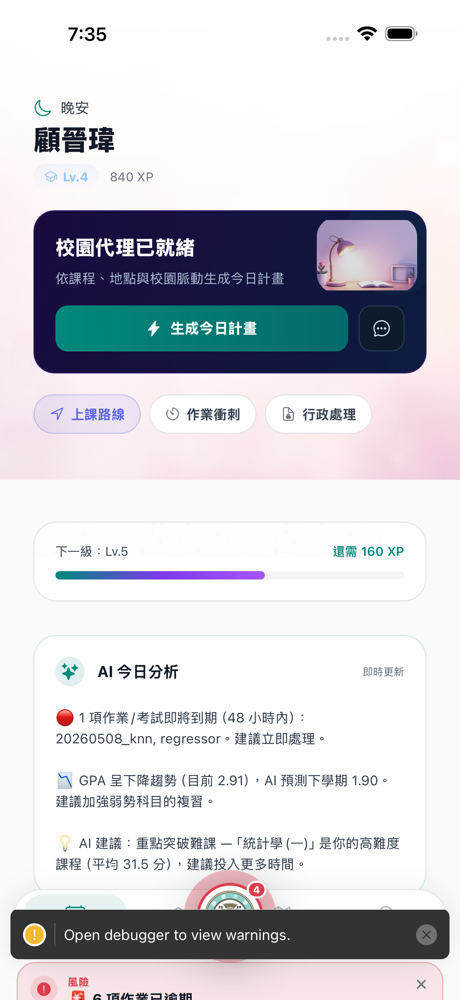 7:35
晚安
顧晉瑋
Lv.4 840 XP
校園代理已就緒
依課程、地點與校園脈動生成今日計畫
生成今日計畫
上課路線 作業衝刺 行政處理
下一級：Lv.5 還需 160 XP
AI 今日分析 即時更新
🔴 1 項作業/考試即將到期 (48 小時內)：
20260508_knn, regressor。建議立即處理。
📉 GPA 呈下降趨勢 (目前 2.91)，AI 預測下學期 1.90。
建議加強弱勢科目的複習。
💡 AI 建議：重點突破難課 —「統計學(一)」是你的高難度
課程 (平均 31.5 分)，建議投入更多時間。
4
Open debugger to view warnings.
風險
🚨 6 項作業已逾期